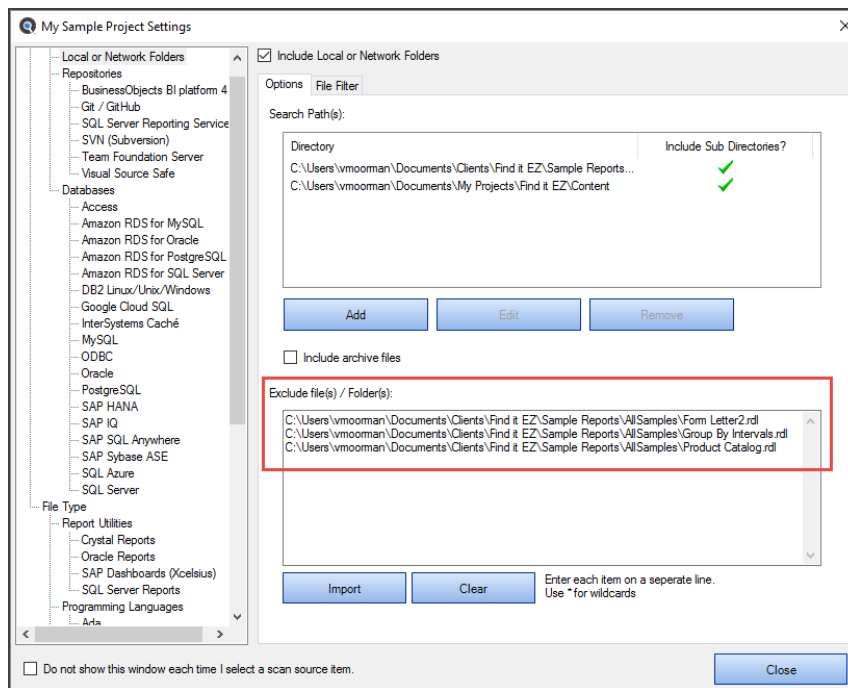 My Sample Project Settings
Local or Network Folders
Repositories
BusinessObjects BI platform 4
Git / GitHub
SQL Server Reporting Service
SVN (Subversion)
Team Foundation Server
Visual Source Safe
Databases
Access
Amazon RDS for MySQL
Amazon RDS for Oracle
Amazon RDS for PostgreSQL
Amazon RDS for SQL Server
DB2 Linux/Unix/Windows
Google Cloud SQL
InterSystems Caché
MySQL
ODBC
Oracle
PostgreSQL
SAP HANA
SAP IQ
SAP SQL Anywhere
SAP Sybase ASE
SQL Azure
SQL Server
File Type
Report Utilities
Crystal Reports
Oracle Reports
SAP Dashboards (Xcelsius)
SQL Server Reports
Programming Languages
Ada
Include Local or Network Folders
Options File Filter
Search Path(s):
Directory Include Sub Directories?
C:\Users\vmoorman\Documents\Clients\Find it EZ\Sample Reports...
C:\Users\vmoorman\Documents\My Projects\Find it EZ\Content
Add Edit Remove
Include archive files
Exclude file(s) / Folder(s):
C:\Users\vmoorman\Documents\Clients\Find it EZ\Sample Reports\AllSamples\Form Letter2.rdl
C:\Users\vmoorman\Documents\Clients\Find it EZ\Sample Reports\AllSamples\Group By Intervals.rdl
C:\Users\vmoorman\Documents\Clients\Find it EZ\Sample Reports\AllSamples\Product Catalog.rdl
Import Clear
Enter each item on a seperate line.
Use * for wildcards
Do not show this window each time I select a scan source item.
Close